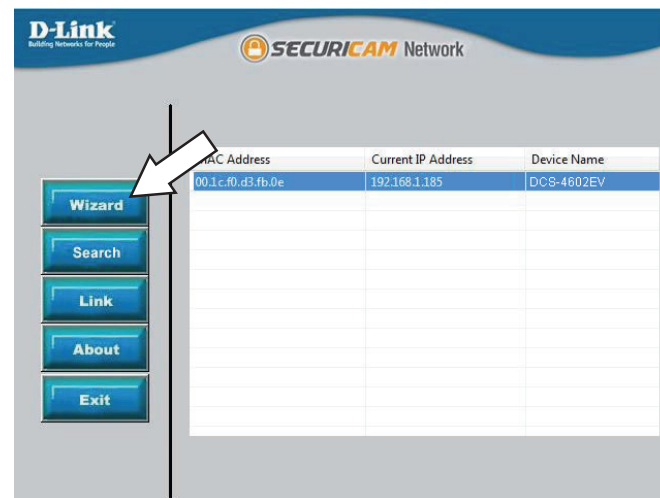 D-Link
Building Networks for People
SECURICAM Network
MAC Address Current IP Address Device Name
00.1c.f0.d3.fb.0e 192.168.1.185 DCS-4602EV
Wizard
Search
Link
About
Exit